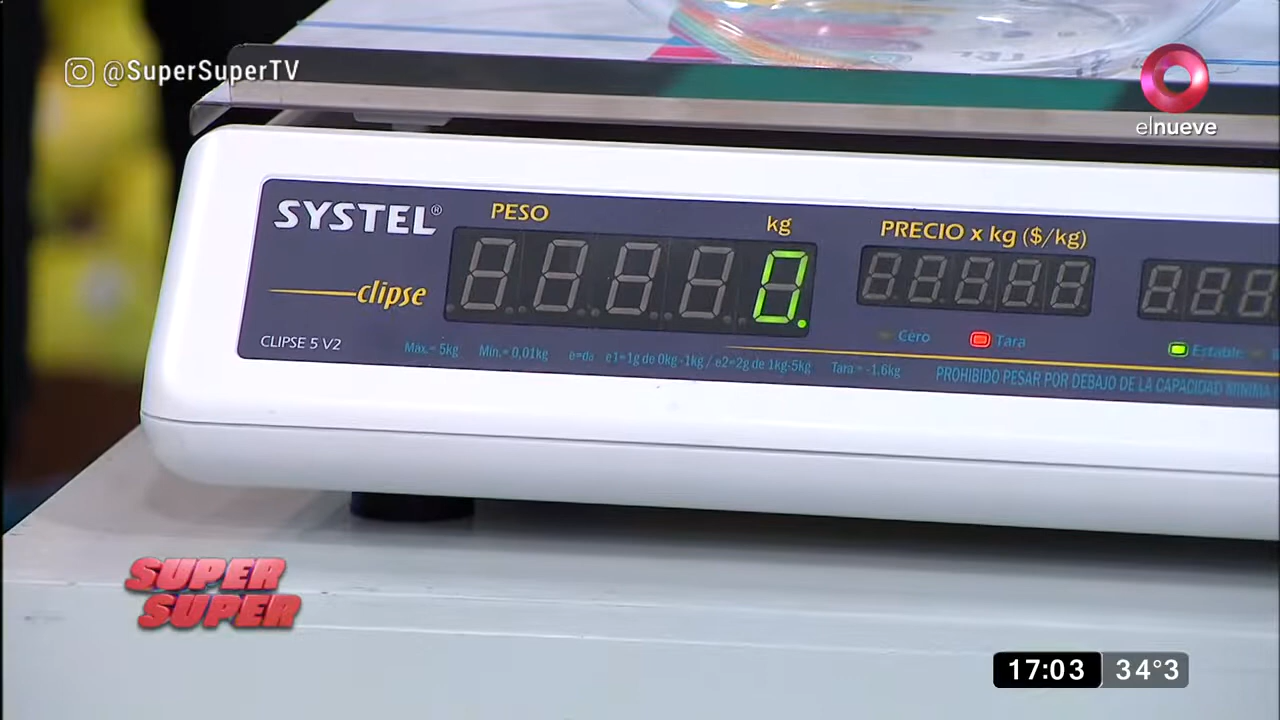 @SuperSuperTV
elnueve
SYSTEL®
PESO
kg
PRECIO x kg ($/kg)
0.
clipse
CLIPSE 5 V2
Max.= 5kg Min.= 0,01kg e=de e1=1g de 0kg-1kg / e2=2g de 1kg-5kg Tara = -1.6kg
Cero
Tara
Estable
PROHIBIDO PESAR POR DEBAJO DE LA CAPACIDAD MINIMA
SUPER
SUPER
17:03 34°3